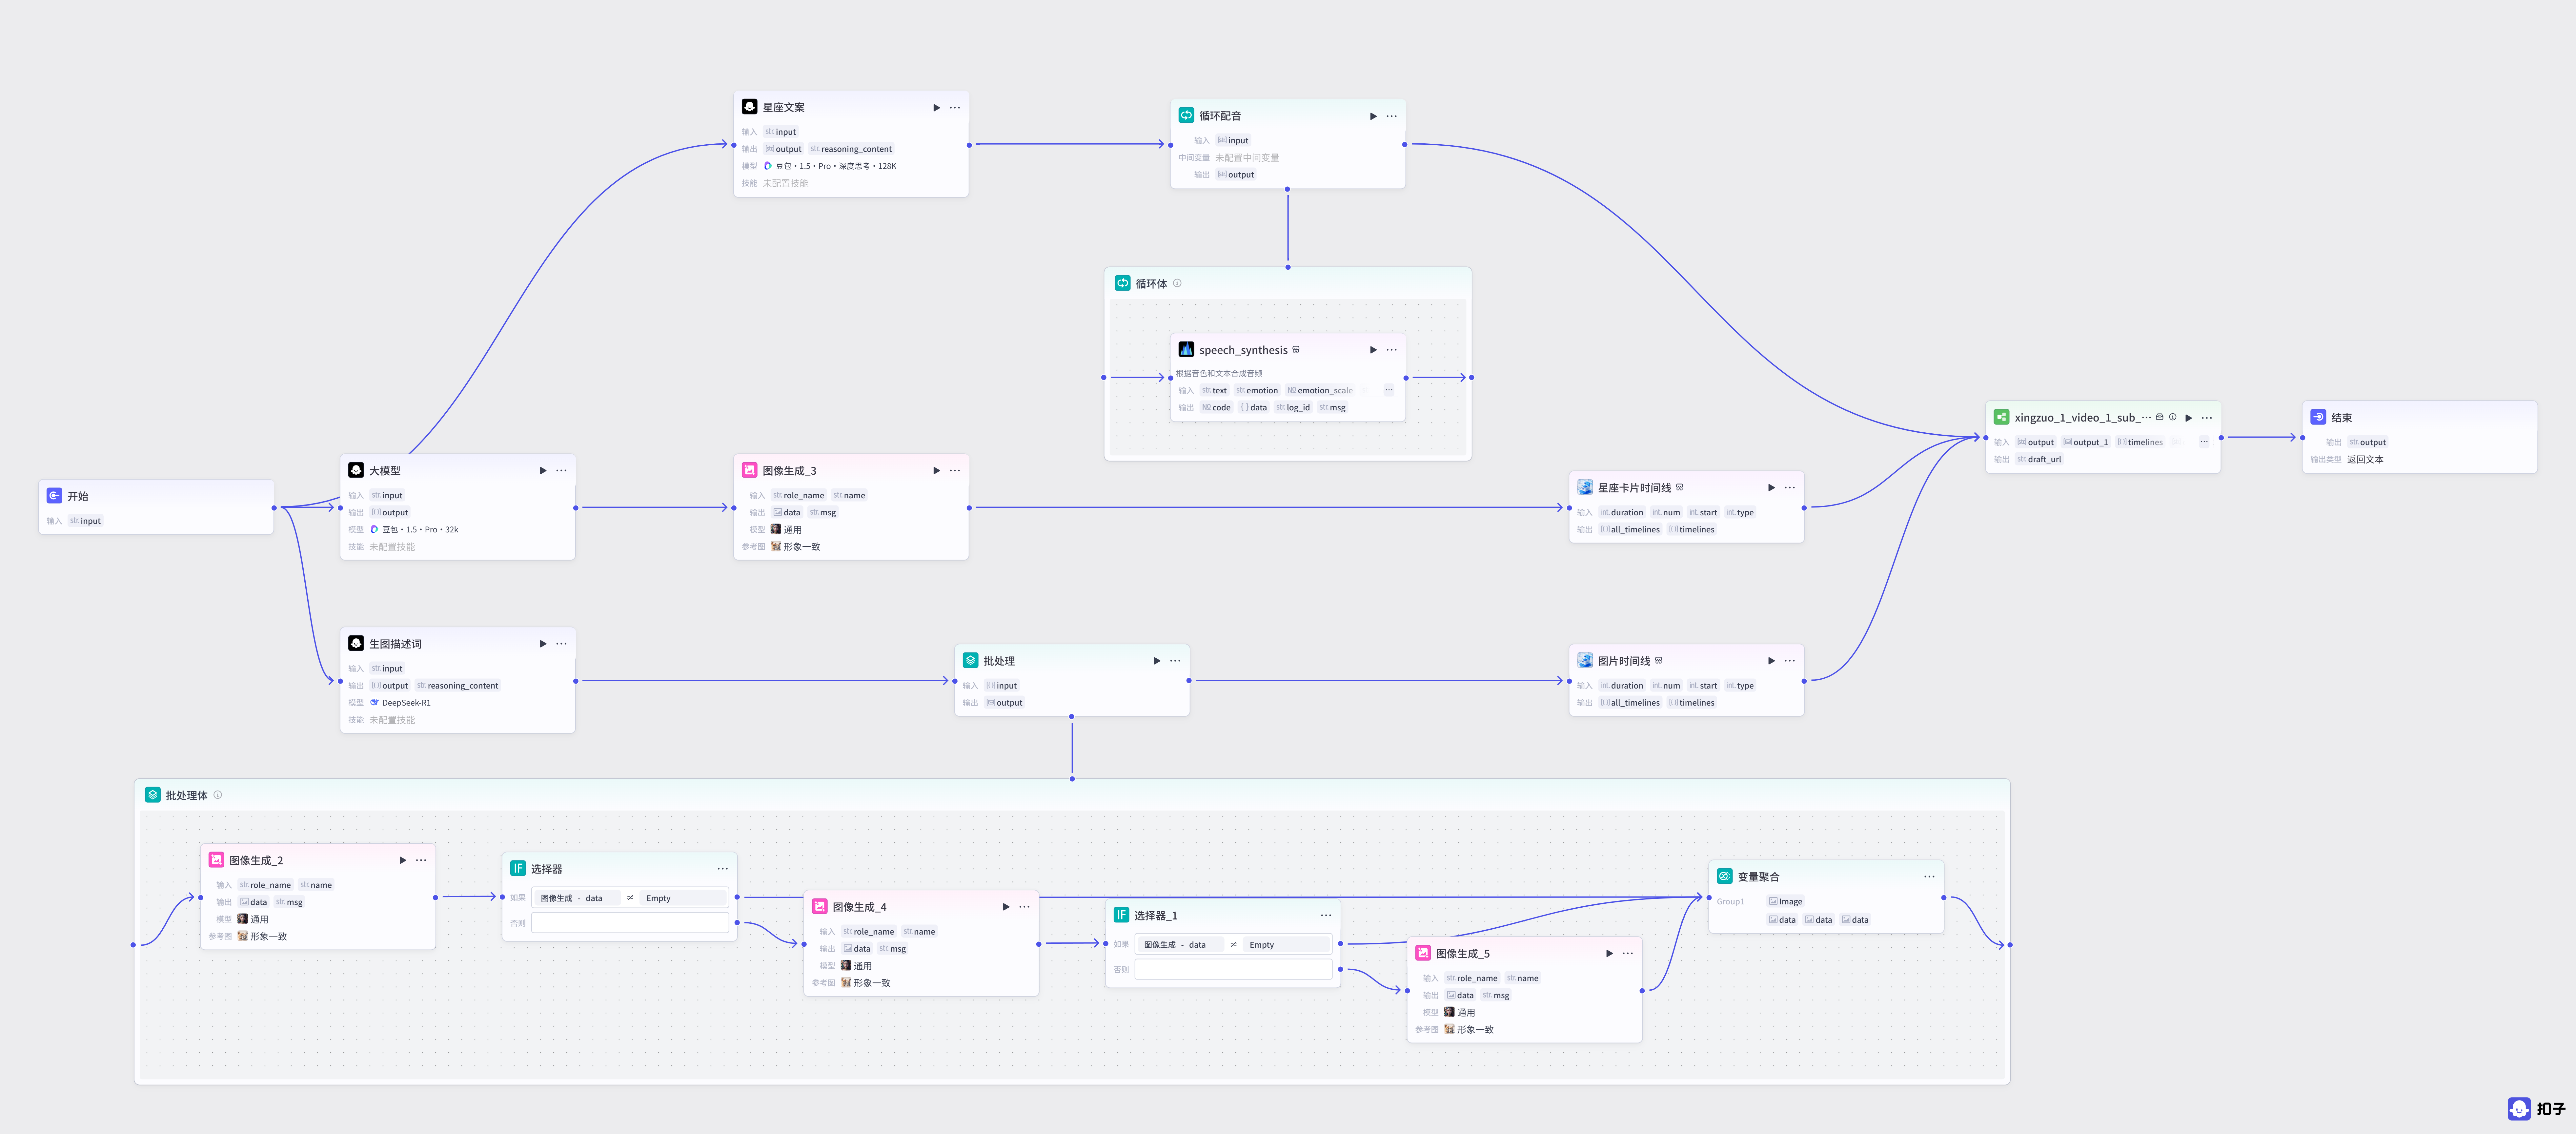 星座文案
输入 str. input
输出 output str. reasoning_content
模型 豆包・1.5・Pro・深度思考・128K
技能 未配置技能
循环配音
输入 input
中间变量 未配置中间变量
输出 output
循环体
speech_synthesis
根据音色和文本合成音频
输入 str. text str. emotion NO emotion_scale ...
输出 NO code { } data str. log_id str. msg
开始
输入 str. input
大模型
输入 str. input
输出 output
模型 豆包・1.5・Pro・32k
技能 未配置技能
图像生成_3
输入 str. role_name str. name
输出 data str. msg
模型 通用
参考图 形象一致
星座卡片时间线
输入 int. duration int. num int. start int. type
输出 all_timelines timelines
xingzuo_1_video_1_sub_...
输入 output output_1 timelines ...
输出 str. draft_url
结束
输出 str. output
输出类型 返回文本
生图描述词
输入 str. input
输出 output str. reasoning_content
模型 DeepSeek-R1
技能 未配置技能
批处理
输入 input
输出 output
图片时间线
输入 int. duration int. num int. start int. type
输出 all_timelines timelines
批处理体
图像生成_2
输入 str. role_name str. name
输出 data str. msg
模型 通用
参考图 形象一致
IF 选择器
如果 图像生成 - data ≠ Empty
否则
图像生成_4
输入 str. role_name str. name
输出 data str. msg
模型 通用
参考图 形象一致
IF 选择器_1
如果 图像生成 - data ≠ Empty
否则
图像生成_5
输入 str. role_name str. name
输出 data str. msg
模型 通用
参考图 形象一致
变量聚合
Group1 Image
data data data
扣子